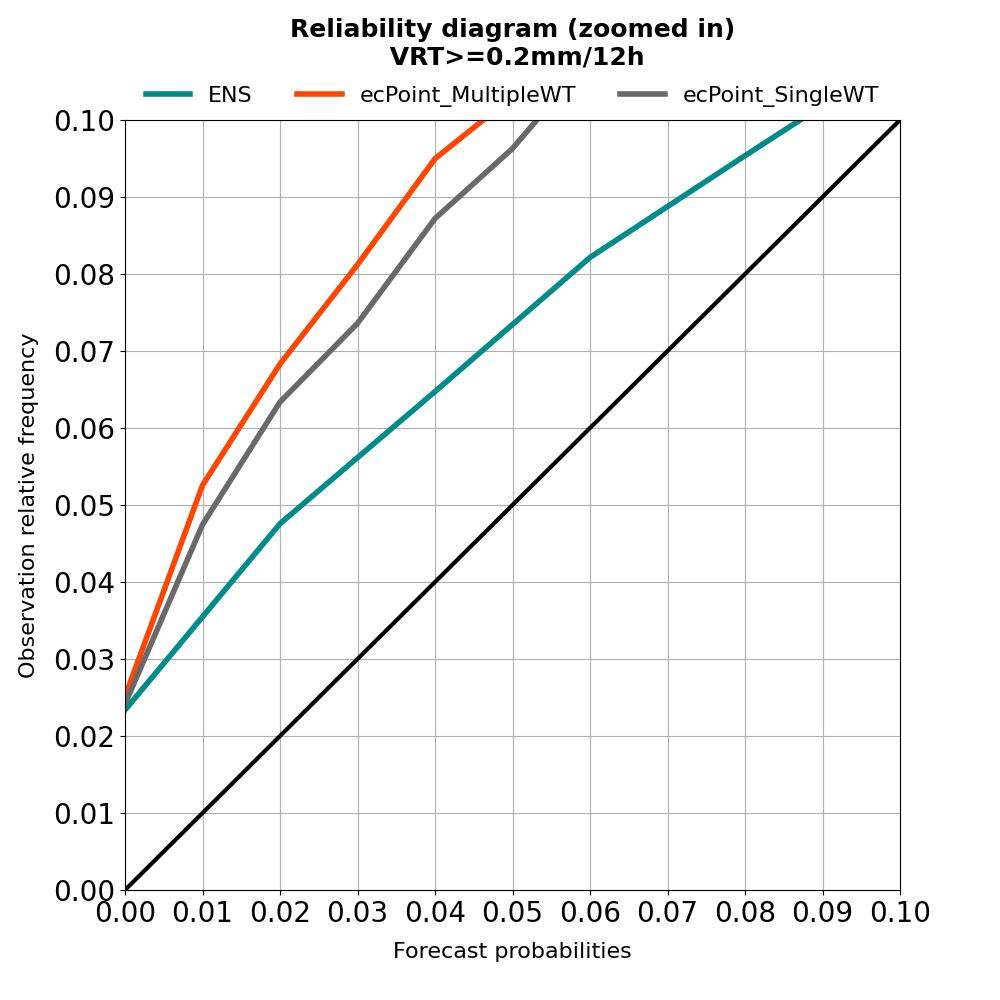 Reliability diagram (zoomed in)
VRT>=0.2mm/12h
ENS ecPoint_MultipleWT ecPoint_SingleWT
0.10
0.09
0.08
0.07
0.06
0.05
0.04
0.03
0.02
0.01
0.00
Observation relative frequency
0.00 0.01 0.02 0.03 0.04 0.05 0.06 0.07 0.08 0.09 0.10
Forecast probabilities